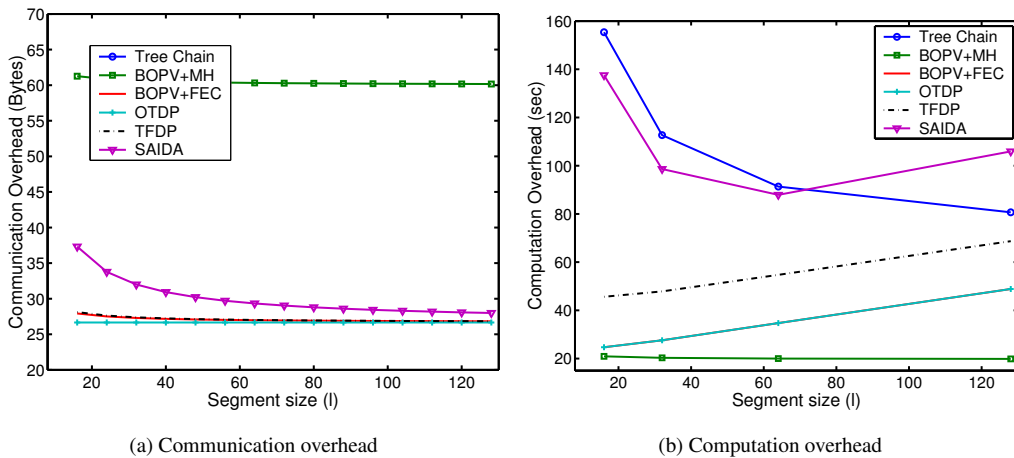 70
65
60
55
50
45
40
35
30
25
20
Communication Overhead (Bytes)
Tree Chain
BOPV+MH
BOPV+FEC
OTDP
TFDP
SAIDA
20 40 60 80 100 120
Segment size (l)
(a) Communication overhead
160
140
120
100
80
60
40
20
Computation Overhead (sec)
Tree Chain
BOPV+MH
BOPV+FEC
OTDP
TFDP
SAIDA
20 40 60 80 100 120
Segment size (l)
(b) Computation overhead